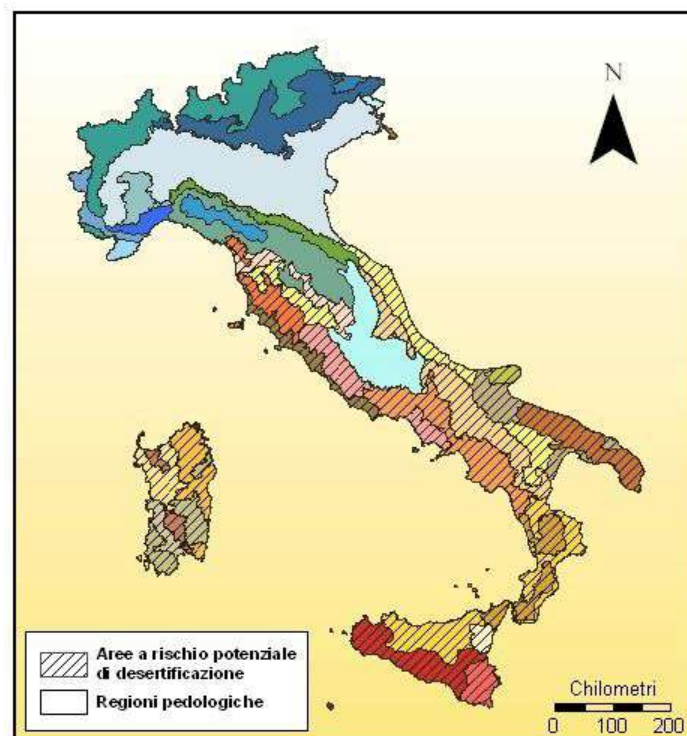 N
Aree a rischio potenziale
di desertificazione
Regioni pedologiche
Chilometri
0 100 200